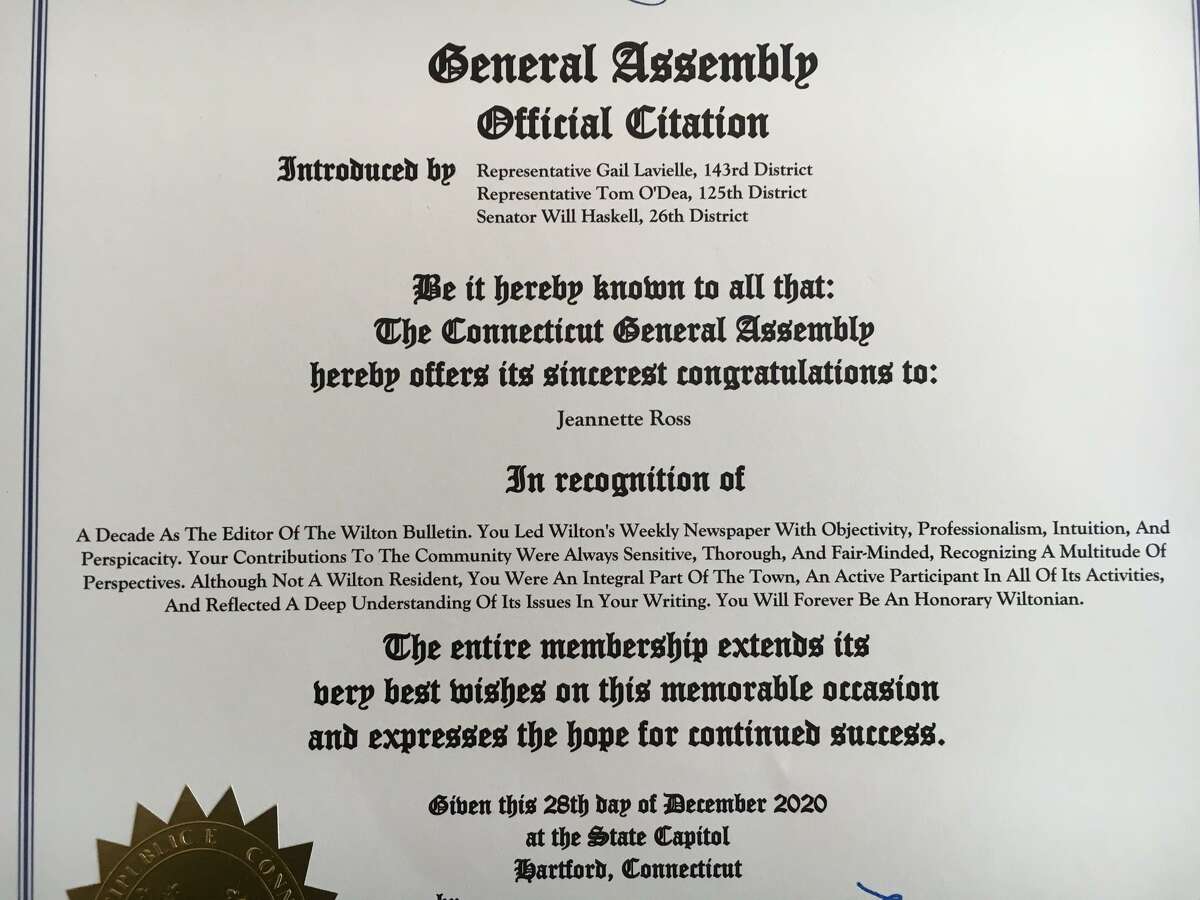 General Assembly
Official Citation
Introduced by Representative Gail Lavielle, 143rd District
Representative Tom O'Dea, 125th District
Senator Will Haskell, 26th District
Be it hereby known to all that:
The Connecticut General Assembly
hereby offers its sincerest congratulations to:
Jeannette Ross
In recognition of
A Decade As The Editor Of The Wilton Bulletin. You Led Wilton's Weekly Newspaper With Objectivity, Professionalism, Intuition, And
Perspicacity. Your Contributions To The Community Were Always Sensitive, Thorough, And Fair-Minded, Recognizing A Multitude Of
Perspectives. Although Not A Wilton Resident, You Were An Integral Part Of The Town, An Active Participant In All Of Its Activities,
And Reflected A Deep Understanding Of Its Issues In Your Writing. You Will Forever Be An Honorary Wiltonian.
The entire membership extends its
very best wishes on this memorable occasion
and expresses the hope for continued success.
Given this 28th day of December 2020
at the State Capitol
Hartford, Connecticut